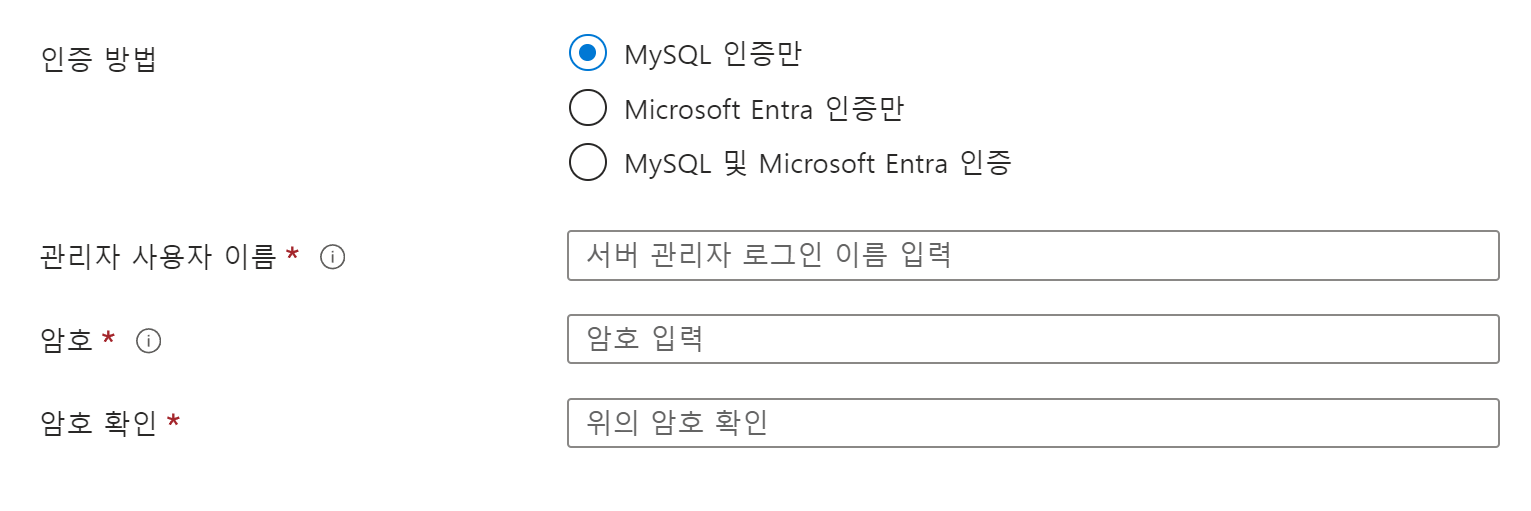 인증 방법
MySQL 인증만
Microsoft Entra 인증만
MySQL 및 Microsoft Entra 인증
관리자 사용자 이름 *
서버 관리자 로그인 이름 입력
암호 *
암호 입력
암호 확인 *
위의 암호 확인